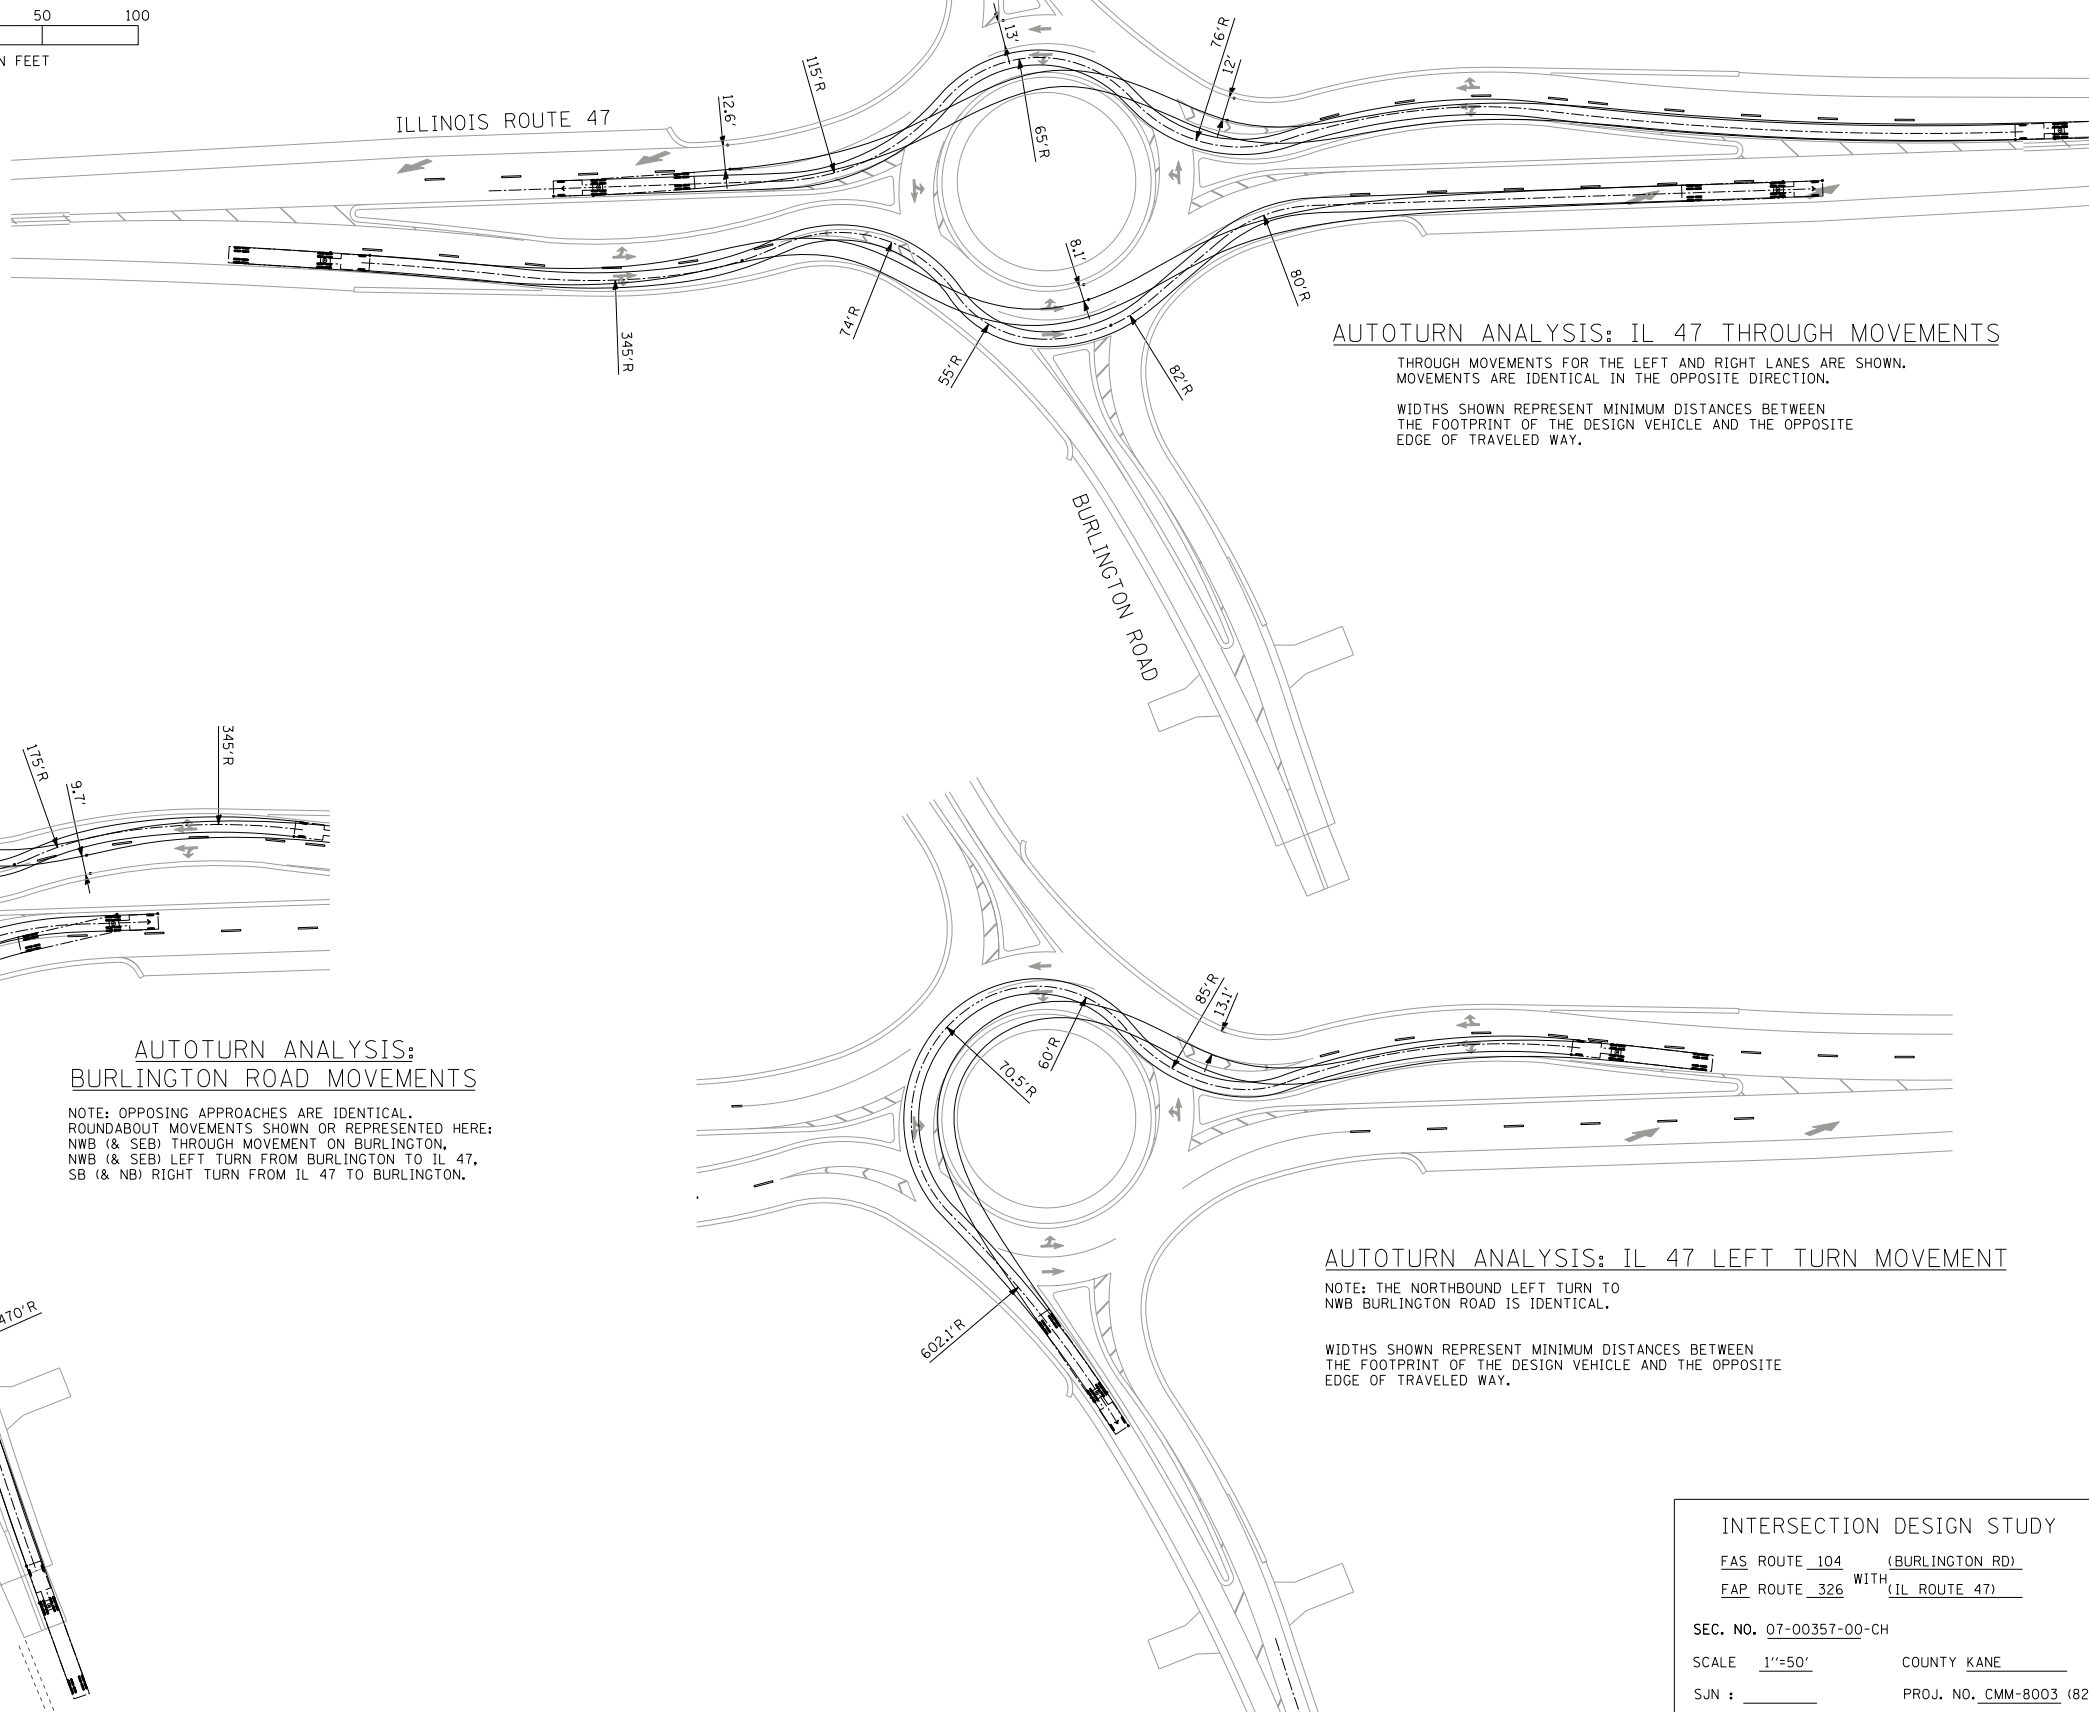 50 100
N FEET
ILLINOIS ROUTE 47
12.6'
115'R
13'
65'R
76'R
12'
8.1'
80'R
345'R
74'R
55'R
82'R
AUTOTURN ANALYSIS: IL 47 THROUGH MOVEMENTS
THROUGH MOVEMENTS FOR THE LEFT AND RIGHT LANES ARE SHOWN.
MOVEMENTS ARE IDENTICAL IN THE OPPOSITE DIRECTION.
WIDTHS SHOWN REPRESENT MINIMUM DISTANCES BETWEEN
THE FOOTPRINT OF THE DESIGN VEHICLE AND THE OPPOSITE
EDGE OF TRAVELED WAY.
BURLINGTON ROAD
175'R
9.7'
345'R
AUTOTURN ANALYSIS:
BURLINGTON ROAD MOVEMENTS
NOTE: OPPOSING APPROACHES ARE IDENTICAL.
ROUNDABOUT MOVEMENTS SHOWN OR REPRESENTED HERE:
NWB (& SEB) THROUGH MOVEMENT ON BURLINGTON,
NWB (& SEB) LEFT TURN FROM BURLINGTON TO IL 47,
SB (& NB) RIGHT TURN FROM IL 47 TO BURLINGTON.
470'R
85'R
13.1'
60'R
70.5'R
602.1'R
AUTOTURN ANALYSIS: IL 47 LEFT TURN MOVEMENT
NOTE: THE NORTHBOUND LEFT TURN TO
NWB BURLINGTON ROAD IS IDENTICAL.
WIDTHS SHOWN REPRESENT MINIMUM DISTANCES BETWEEN
THE FOOTPRINT OF THE DESIGN VEHICLE AND THE OPPOSITE
EDGE OF TRAVELED WAY.
INTERSECTION DESIGN STUDY
FAS ROUTE 104 (BURLINGTON RD)
WITH
FAP ROUTE 326 (IL ROUTE 47)
SEC. NO. 07-00357-00-CH
SCALE 1''=50' COUNTY KANE
SJN : PROJ. NO. CMM-8003 (82